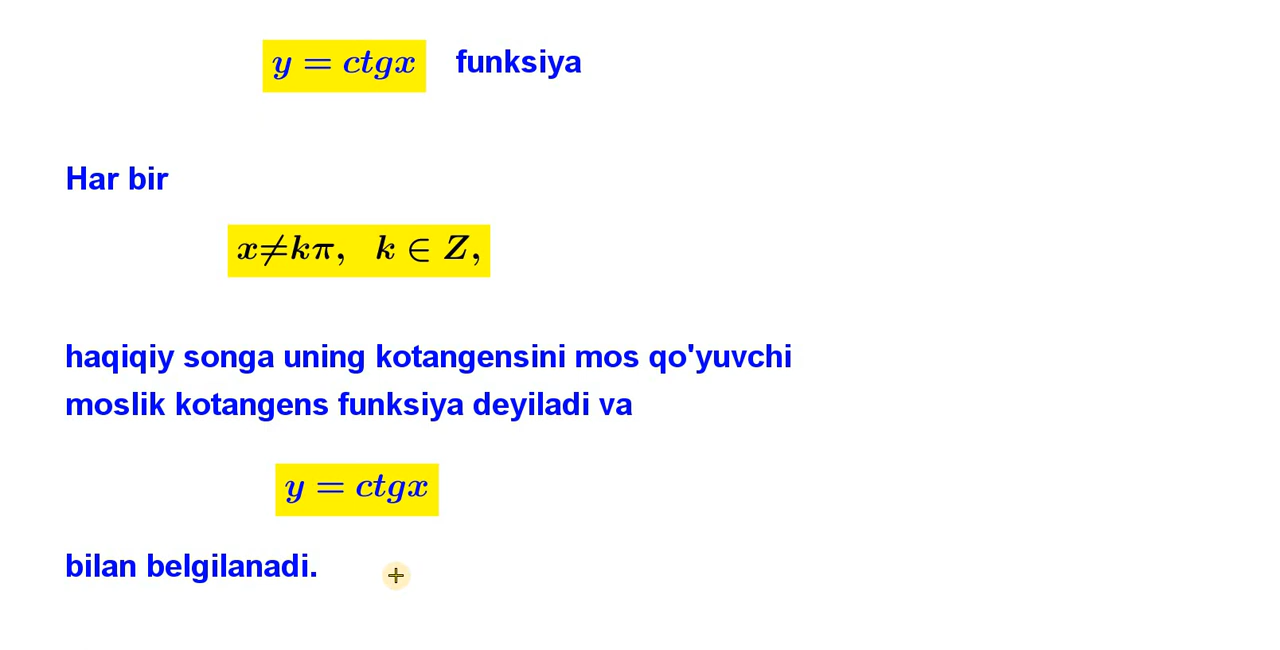 y = ctgx funksiya
Har bir
x≠kπ, k ∈ Z,
haqiqiy songa uning kotangensini mos qo'yuvchi
moslik kotangens funksiya deyiladi va
y = ctgx
bilan belgilanadi.